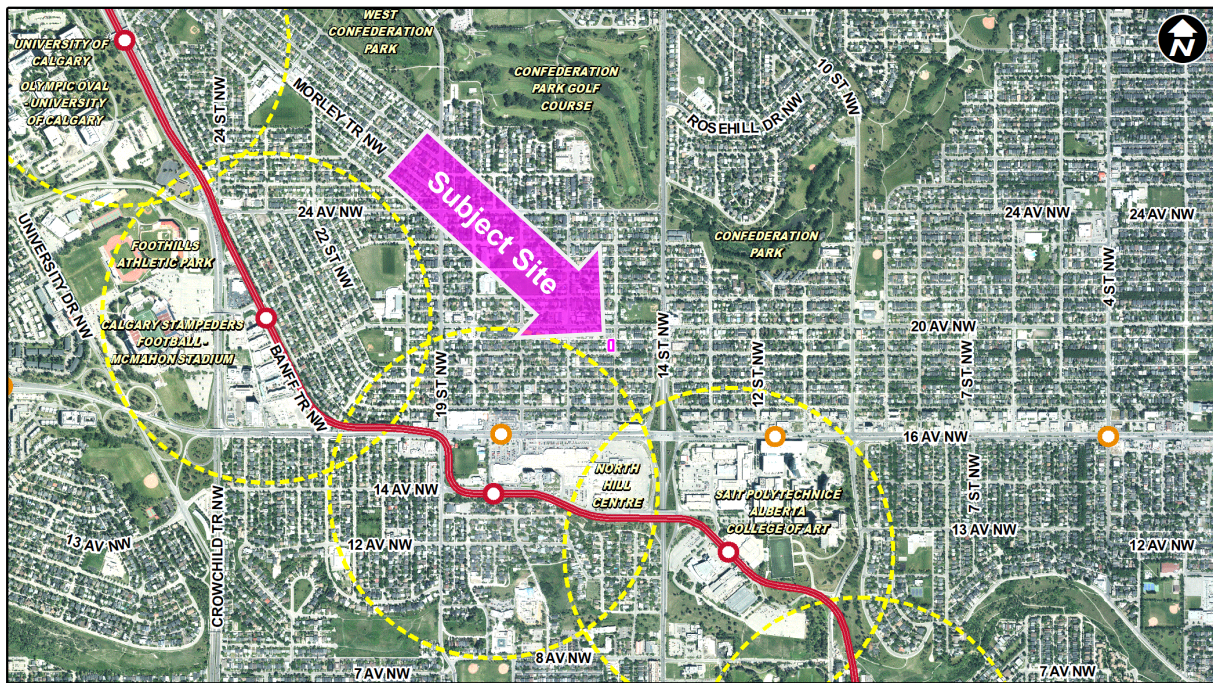 WEST
CONFEDERATION
PARK
UNIVERSITY OF
CALGARY
OLYMPIC OVAL
- UNIVERSITY
OF CALGARY
24 ST NW
MORLEY TR NW
CONFEDERATION
PARK GOLF
COURSE
10 ST NW
ROSEHILL DR NW
N
Subject Site
24 AV NW
22 ST NW
24 AV NW
24 AV NW
UNIVERSITY DR NW
FOOTHILLS
ATHLETIC PARK
CONFEDERATION
PARK
4 ST NW
CALGARY STAMPEDERS
FOOTBALL -
MCMAHON STADIUM
BANFF TR NW
19 ST NW
14 ST NW
12 ST NW
20 AV NW
7 ST NW
16 AV NW
14 AV NW
NORTH
HILL
CENTRE
SAIT POLYTECHNICE
ALBERTA
COLLEGE OF ART
7 ST NW
13 AV NW
12 AV NW
13 AV NW
CROWCHILD TR NW
12 AV NW
8 AV NW
7 AV NW
7 AV NW